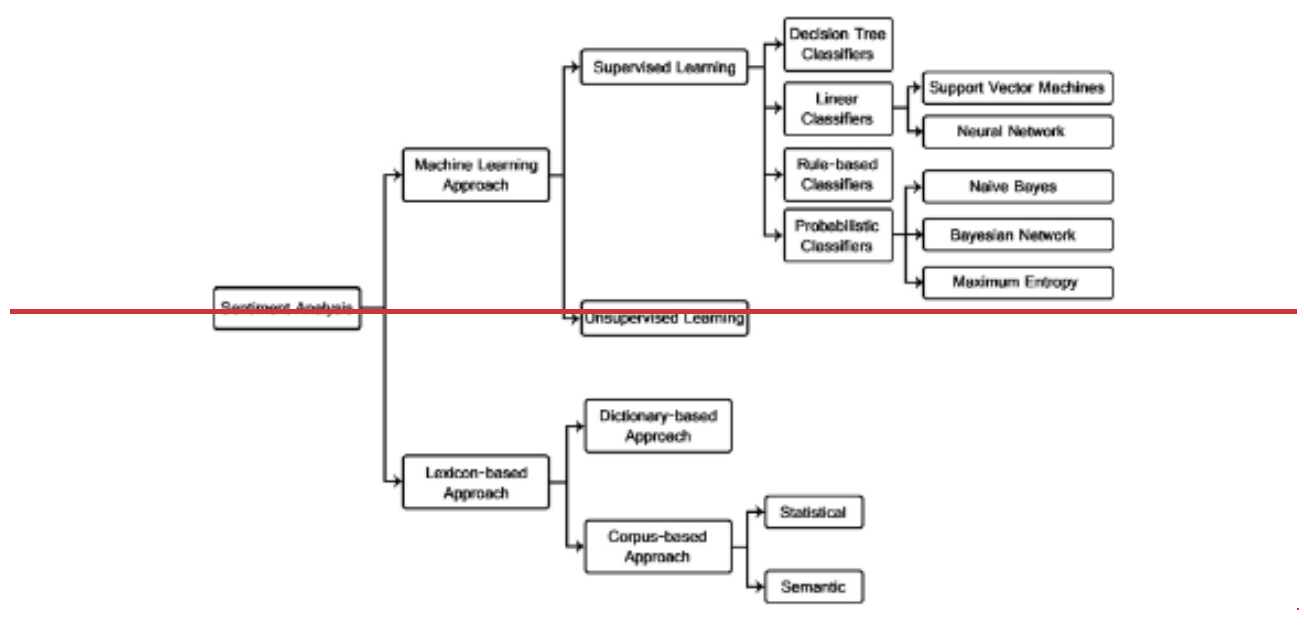 Decision Tree
Classifiers
Supervised Learning
Linear
Classifiers
Support Vector Machines
Neural Network
Machine Learning
Approach
Rule-based
Classifiers
Naive Bayes
Probabilistic
Classifiers
Bayesian Network
Maximum Entropy
Sentiment Analysis
Unsupervised Learning
Dictionary-based
Approach
Lexicon-based
Approach
Statistical
Corpus-based
Approach
Semantic